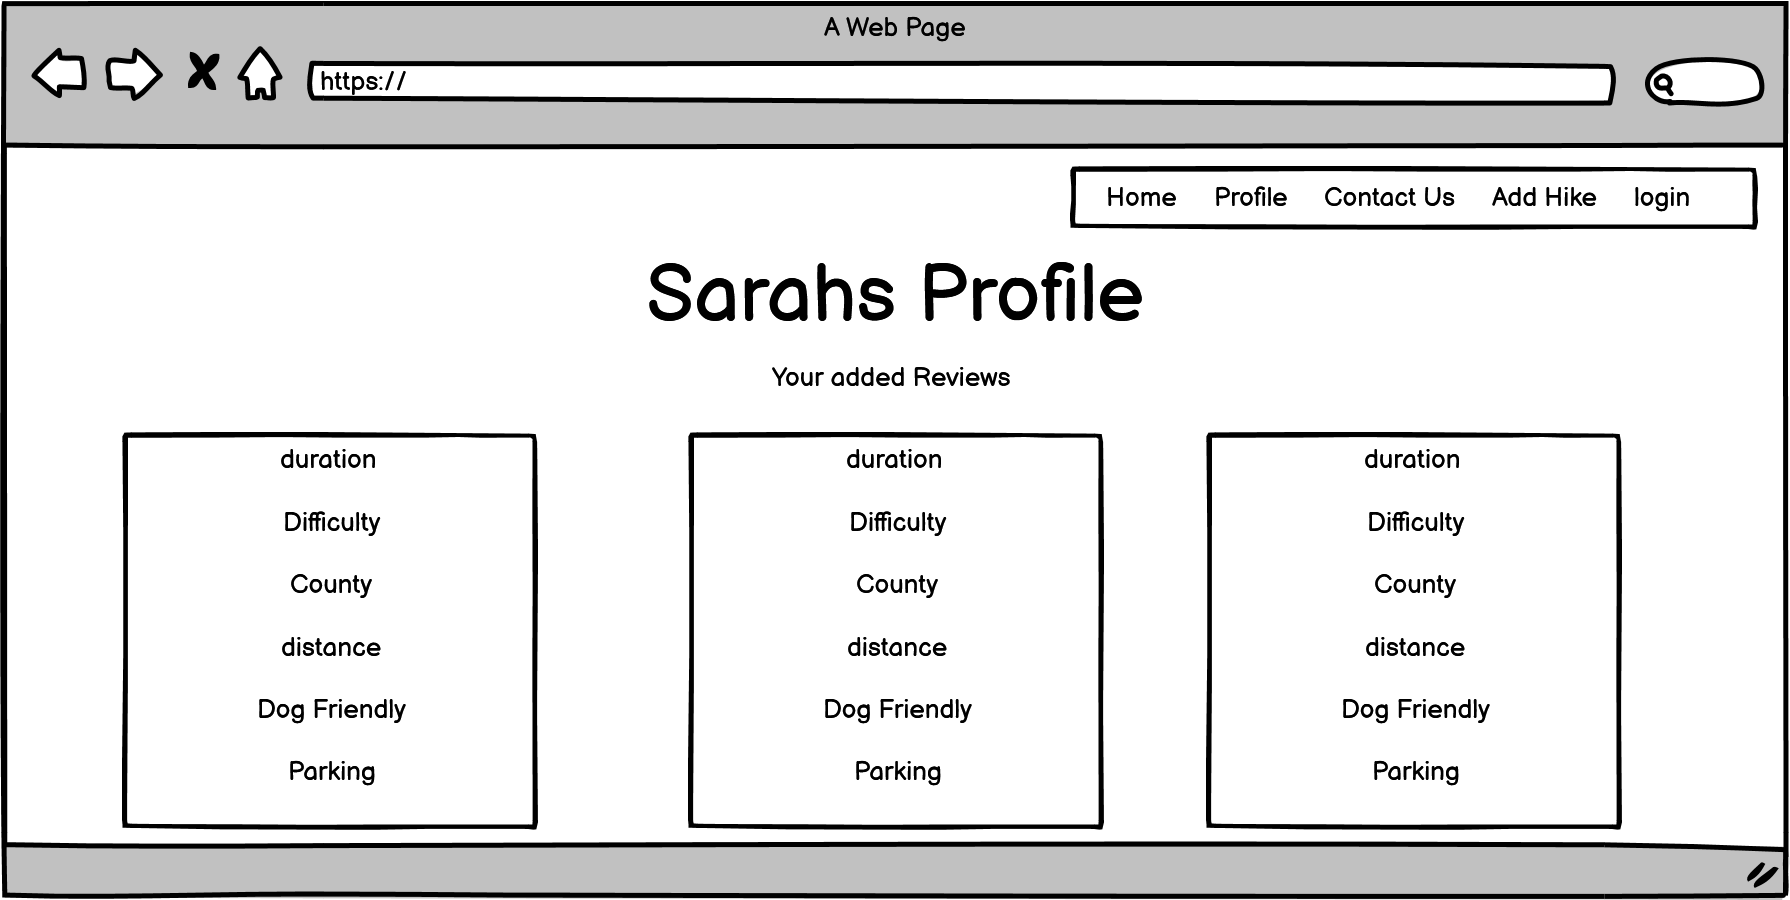 A Web Page
https://
Home Profile Contact Us Add Hike login
Sarahs Profile
Your added Reviews
duration
Difficulty
County
distance
Dog Friendly
Parking
duration
Difficulty
County
distance
Dog Friendly
Parking
duration
Difficulty
County
distance
Dog Friendly
Parking